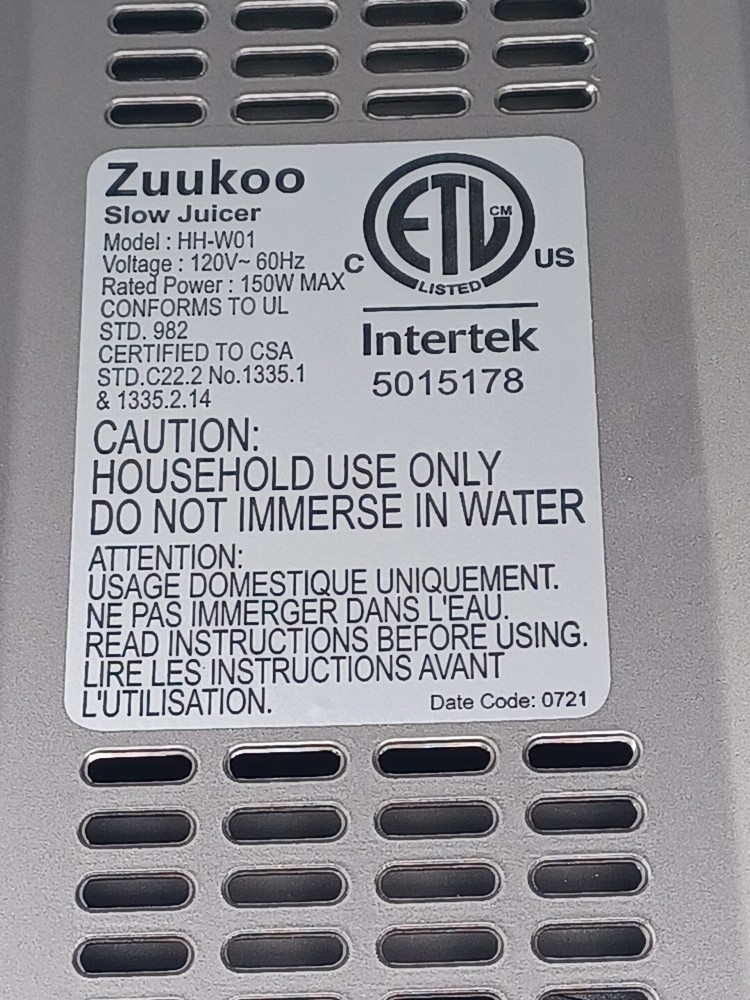 Zuukoo
Slow Juicer
Model : HH-W01
Voltage : 120V~ 60Hz
Rated Power : 150W MAX
CONFORMS TO UL
STD. 982
CERTIFIED TO CSA
STD.C22.2 No.1335.1
& 1335.2.14
ETL CM
C US
LISTED
Intertek
5015178
CAUTION:
HOUSEHOLD USE ONLY
DO NOT IMMERSE IN WATER
ATTENTION:
USAGE DOMESTIQUE UNIQUEMENT.
NE PAS IMMERGER DANS L'EAU.
READ INSTRUCTIONS BEFORE USING.
LIRE LES INSTRUCTIONS AVANT
L'UTILISATION.
Date Code: 0721